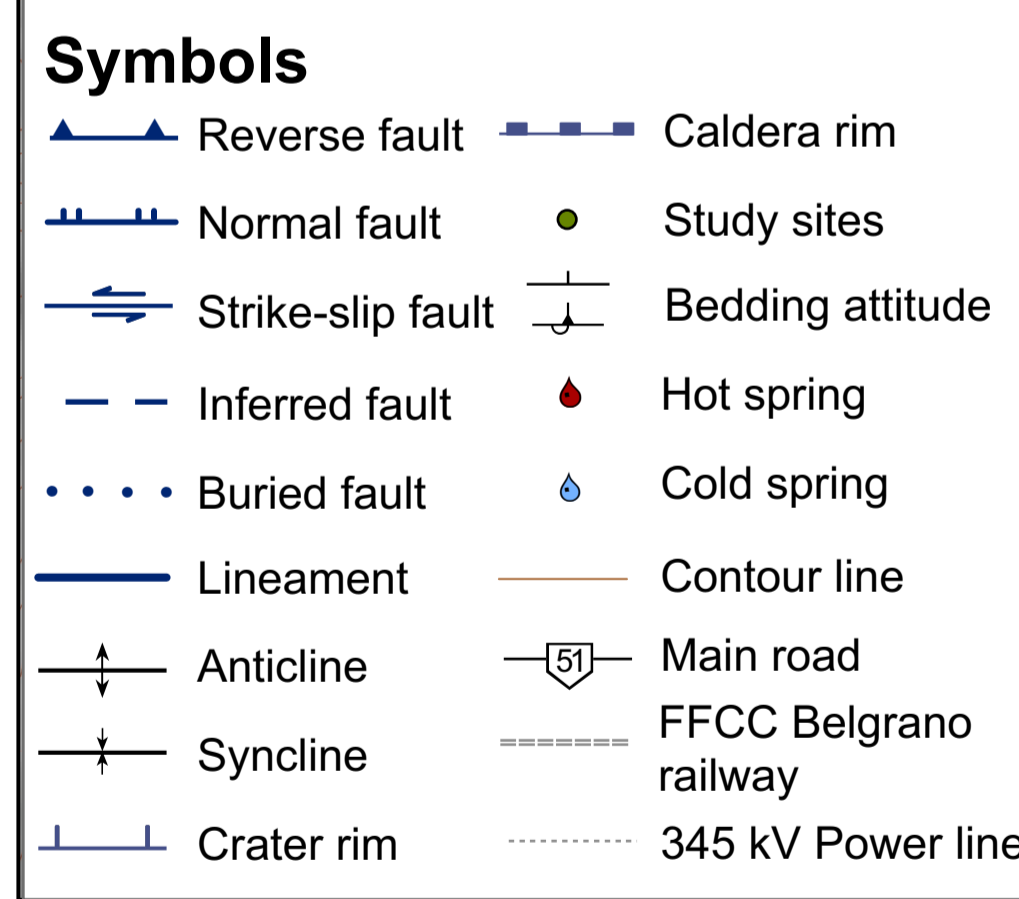 Symbols
Reverse fault
Caldera rim
Normal fault
Study sites
Strike-slip fault
Bedding attitude
Inferred fault
Hot spring
Buried fault
Cold spring
Lineament
Contour line
Anticline
51
Main road
Syncline
FFCC Belgrano
railway
Crater rim
345 kV Power line